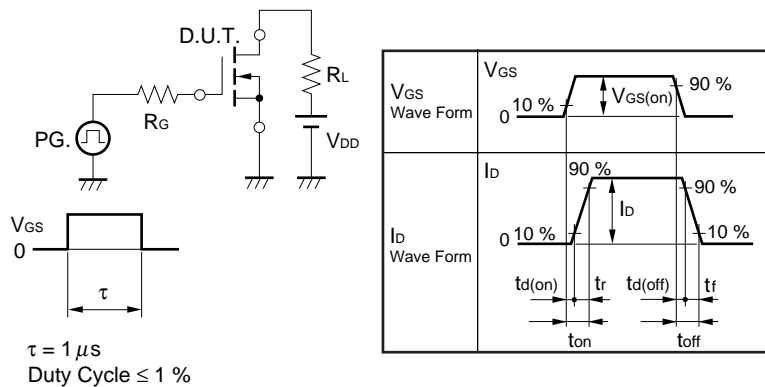 D.U.T.
RL
RG
PG.
VDD
VGS
0
τ
τ = 1 μs
Duty Cycle ≤ 1 %
VGS
Wave Form
VGS
10 %
0
VGS(on)
90 %
ID
Wave Form
ID
90 %
90 %
ID
0 10 %
10 %
td(on) tr td(off) tf
ton toff